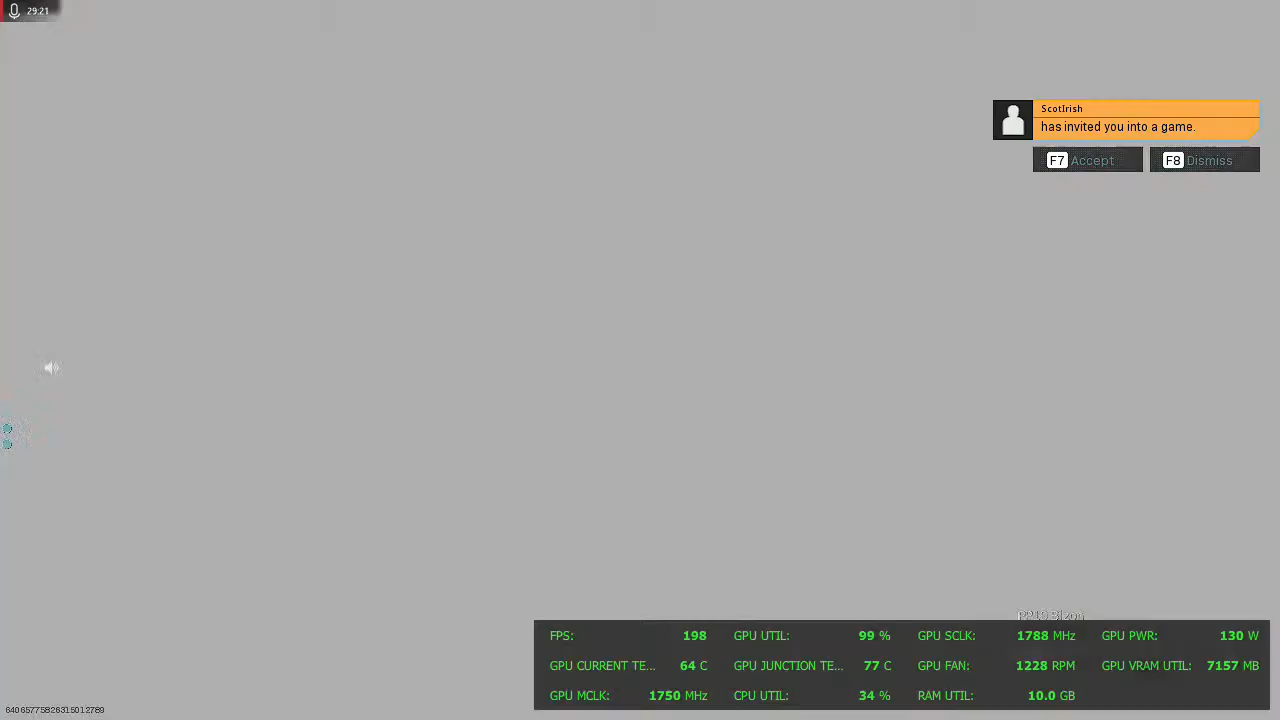 29:21
ScotIrish
has invited you into a game.
F7 Accept F8 Dismiss
PP19 Bizon
FPS: 198 GPU UTIL: 99 % GPU SCLK: 1788 MHz GPU PWR: 130 W
GPU CURRENT TE... 64 C GPU JUNCTION TE... 77 C GPU FAN: 1228 RPM GPU VRAM UTIL: 7157 MB
GPU MCLK: 1750 MHz CPU UTIL: 34 % RAM UTIL: 10.0 GB